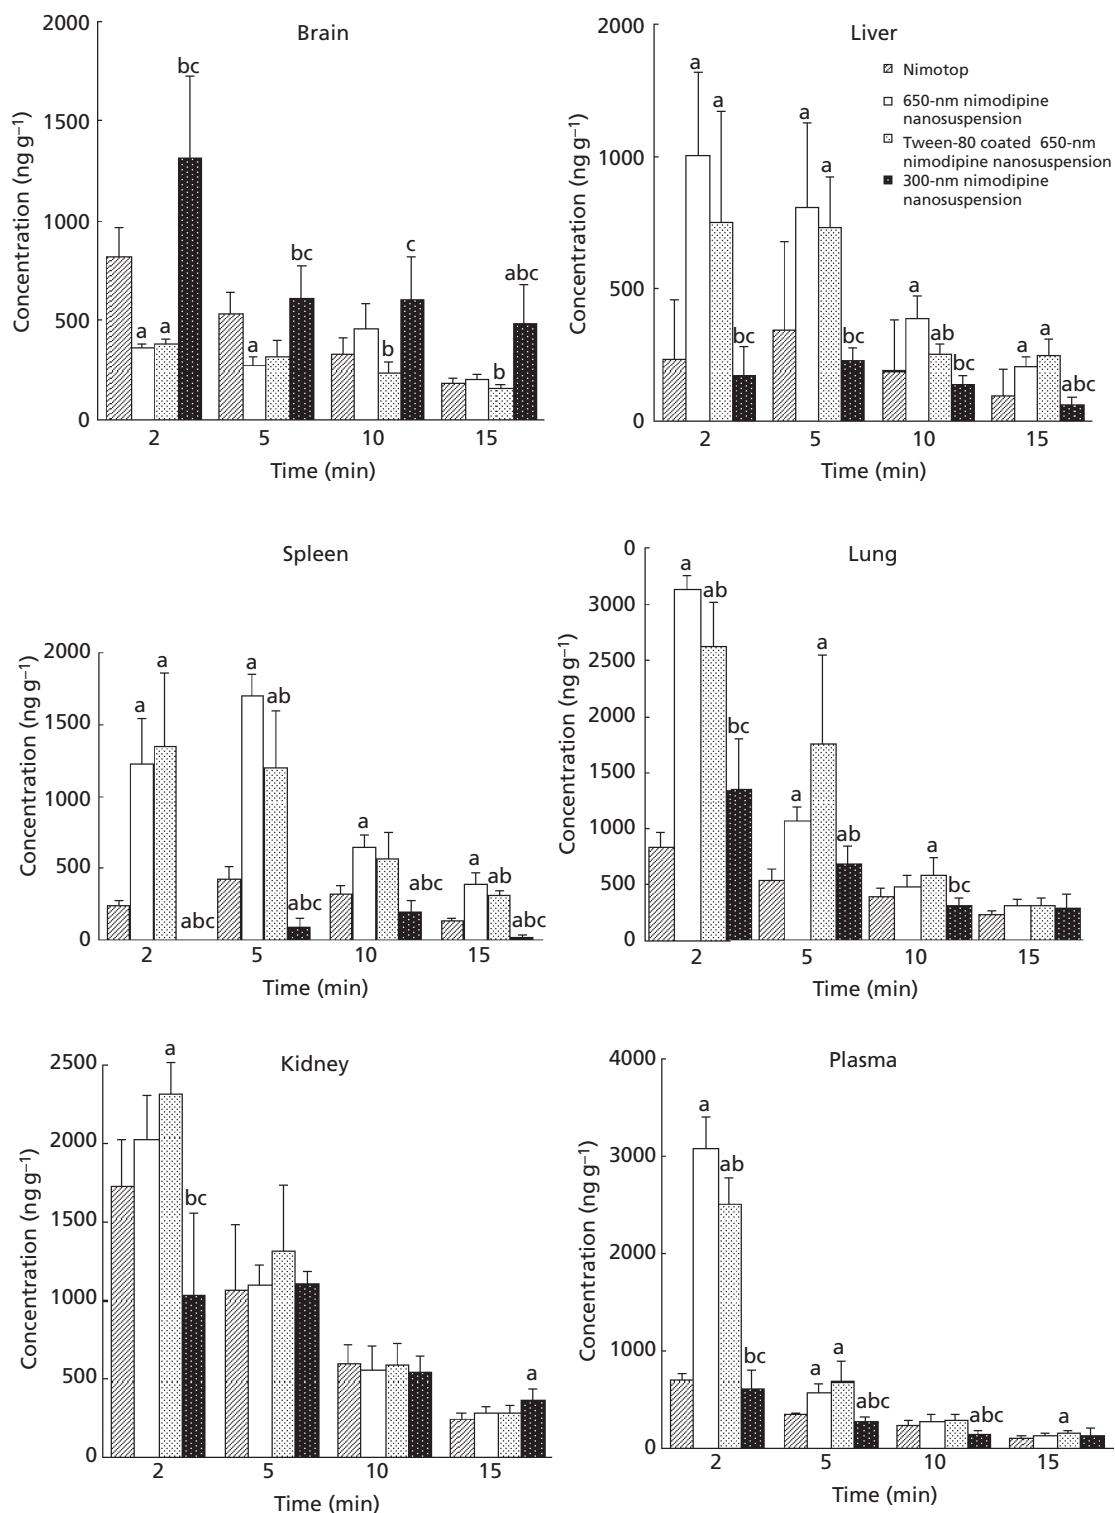 Brain
Concentration (ng g⁻¹)
2000
1500
1000
500
0
bc
a
a
a
bc
b
c
b
abc
2
5
10
15
Time (min)
Liver
Concentration (ng g⁻¹)
2000
1000
500
0
Nimotop
650-nm nimodipine
nanosuspension
Tween-80 coated 650-nm
nimodipine nanosuspension
300-nm nimodipine
nanosuspension
a
a
bc
a
a
bc
a
ab
bc
a
a
abc
2
5
10
15
Time (min)
Spleen
Concentration (ng g⁻¹)
2000
1500
1000
500
0
a
a
abc
a
ab
abc
a
abc
a
ab
abc
2
5
10
15
Time (min)
Lung
Concentration (ng g⁻¹)
0
3000
2500
2000
1500
1000
500
0
a
ab
bc
a
a
ab
a
bc
2
5
10
15
Time (min)
Kidney
Concentration (ng g⁻¹)
2500
2000
1500
1000
500
0
a
bc
a
2
5
10
15
Time (min)
Plasma
Concentration (ng g⁻¹)
4000
3000
2000
1000
0
a
ab
bc
a
a
abc
abc
a
2
5
10
15
Time (min)